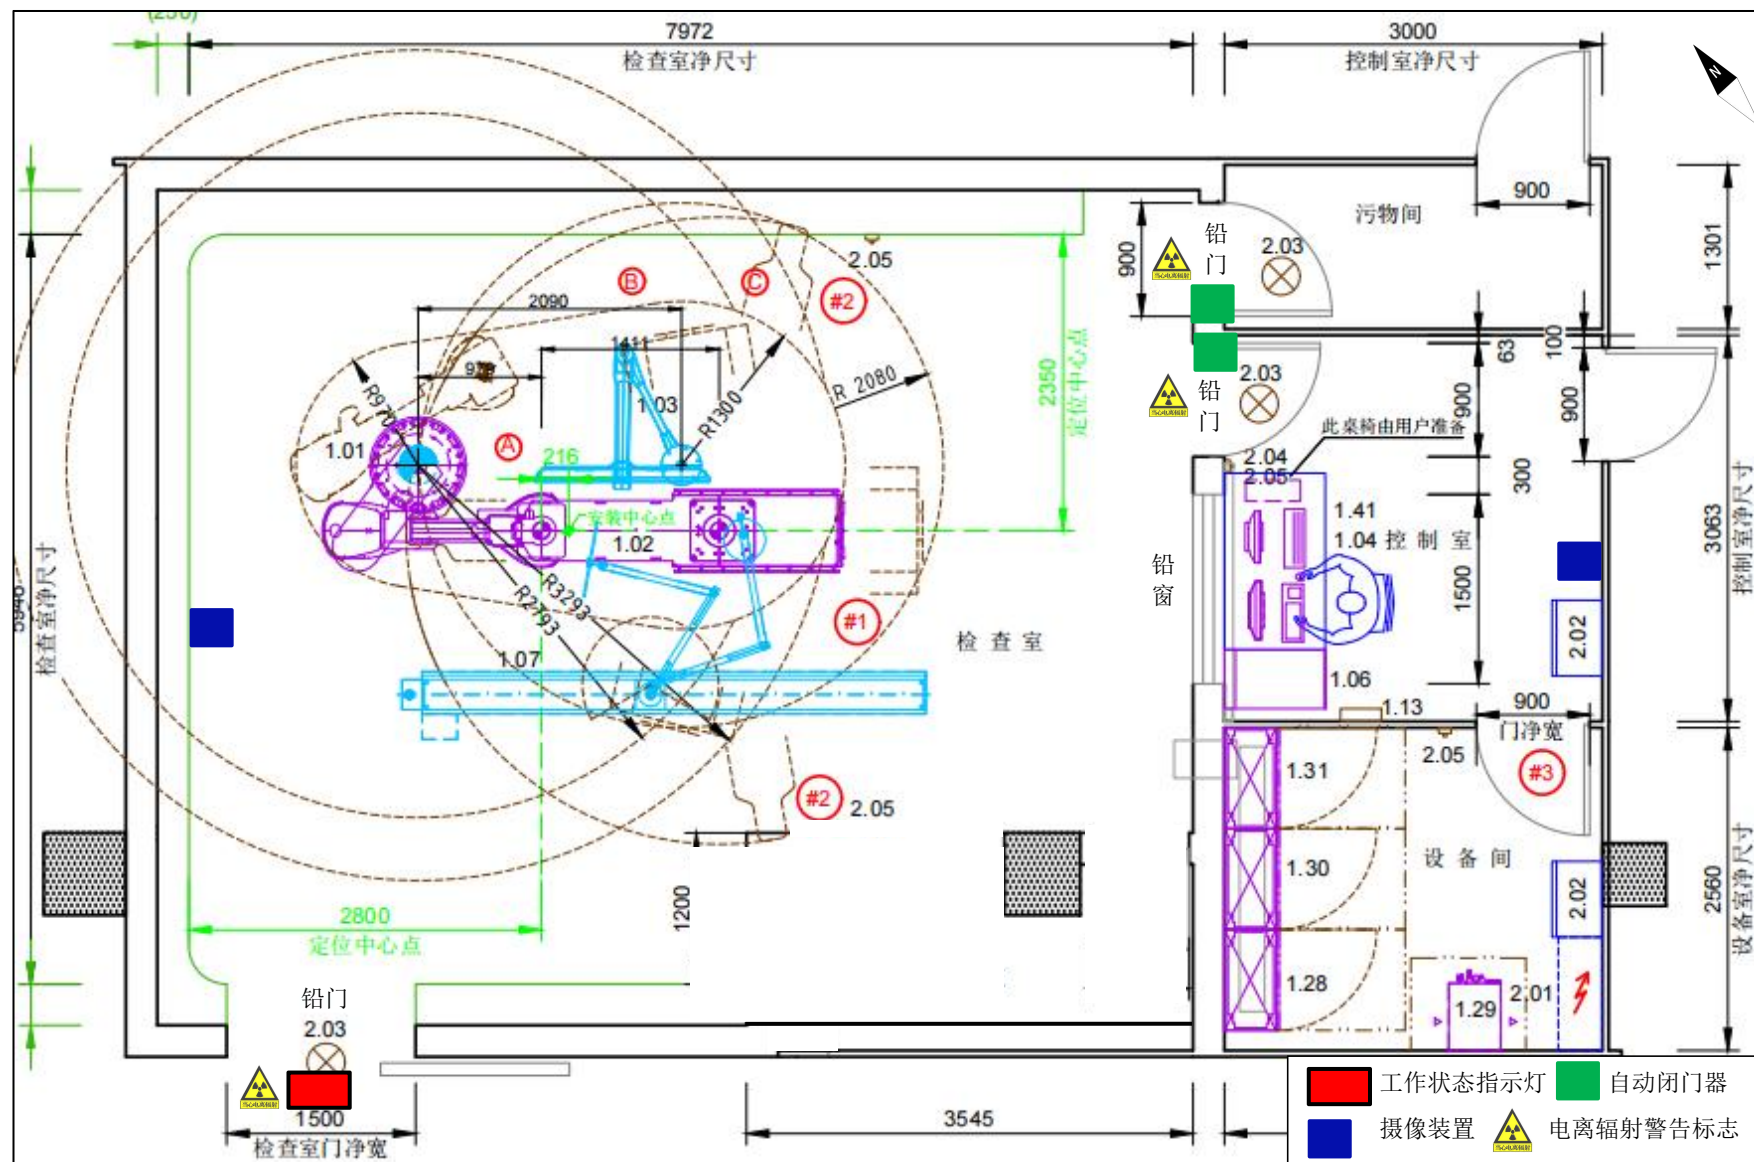 (250)
7972
检查室净尺寸
3000
控制室净尺寸
N
900
污物间
1301
铅门
2.03
900
2.05
#2
B
C
2090
1411
R 2080
2350
定位中心点
R1300
1.03
1.01
A
216
安装中心点
1.02
63
100
900
900
铅门
2.03
此桌椅由用户准备
2.04
2.05
300
1.41
1.04
控制室
1500
3063
控制室净尺寸
铅窗
2.02
R3293
R2793
#1
检查室
1.07
检查室净尺寸
1.06
1.13
900
门净宽
2.05
#3
1.31
#2
2.05
1.30
设备间
2.02
2560
设备室净尺寸
1200
2800
定位中心点
1.28
1.29
2.01
铅门
2.03
1500
检查室门净宽
3545
工作状态指示灯
自动闭门器
摄像装置
电离辐射警告标志